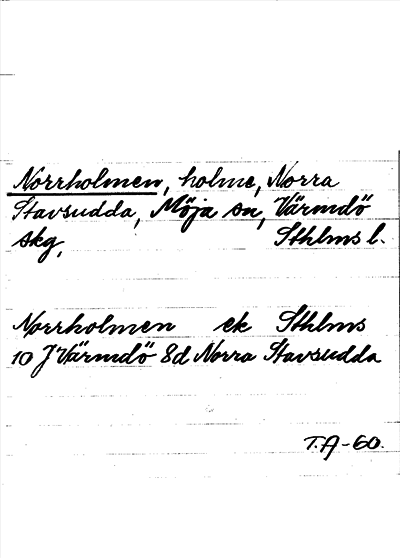 Norrholmen, holme, Norra
Stavsudda, Möja sn, Värmdö
skg, Sthlms l.
Norrholmen ek Sthlms
10 J Värmdö 8d Norra Stavsudda
T.A-60.